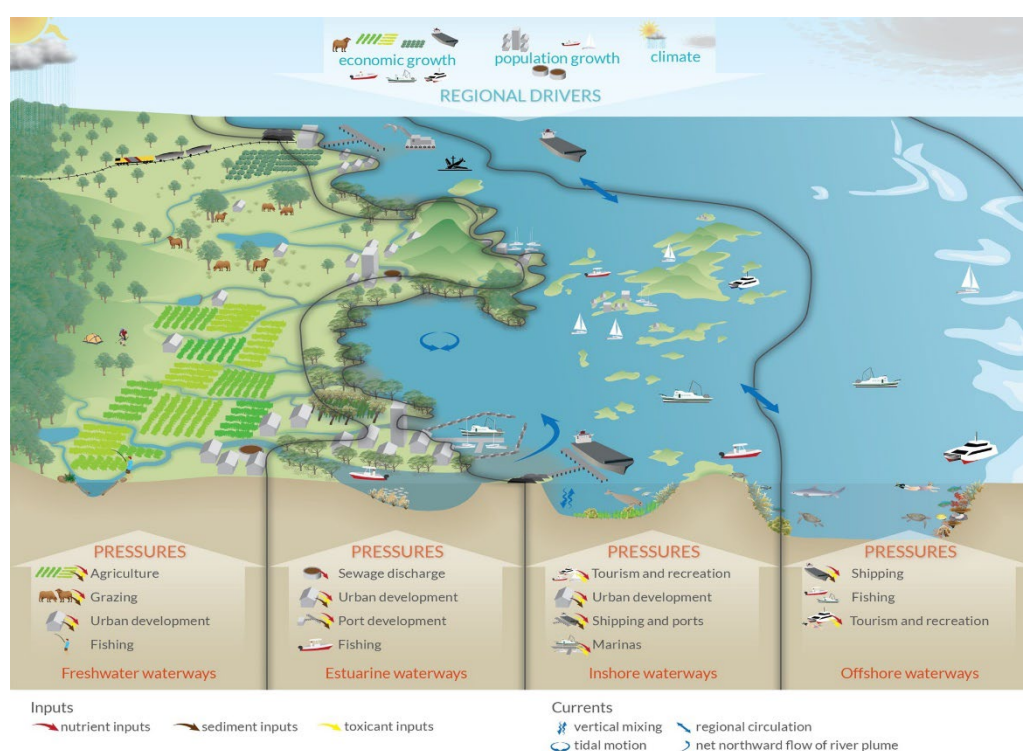 economic growth
population growth
climate
REGIONAL DRIVERS
PRESSURES
Agriculture
Grazing
Urban development
Fishing
Freshwater waterways
PRESSURES
Sewage discharge
Urban development
Port development
Fishing
Estuarine waterways
PRESSURES
Tourism and recreation
Urban development
Shipping and ports
Marinas
Inshore waterways
PRESSURES
Shipping
Fishing
Tourism and recreation
Offshore waterways
Inputs
nutrient inputs
sediment inputs
toxicant inputs
Currents
vertical mixing
regional circulation
tidal motion
net northward flow of river plume